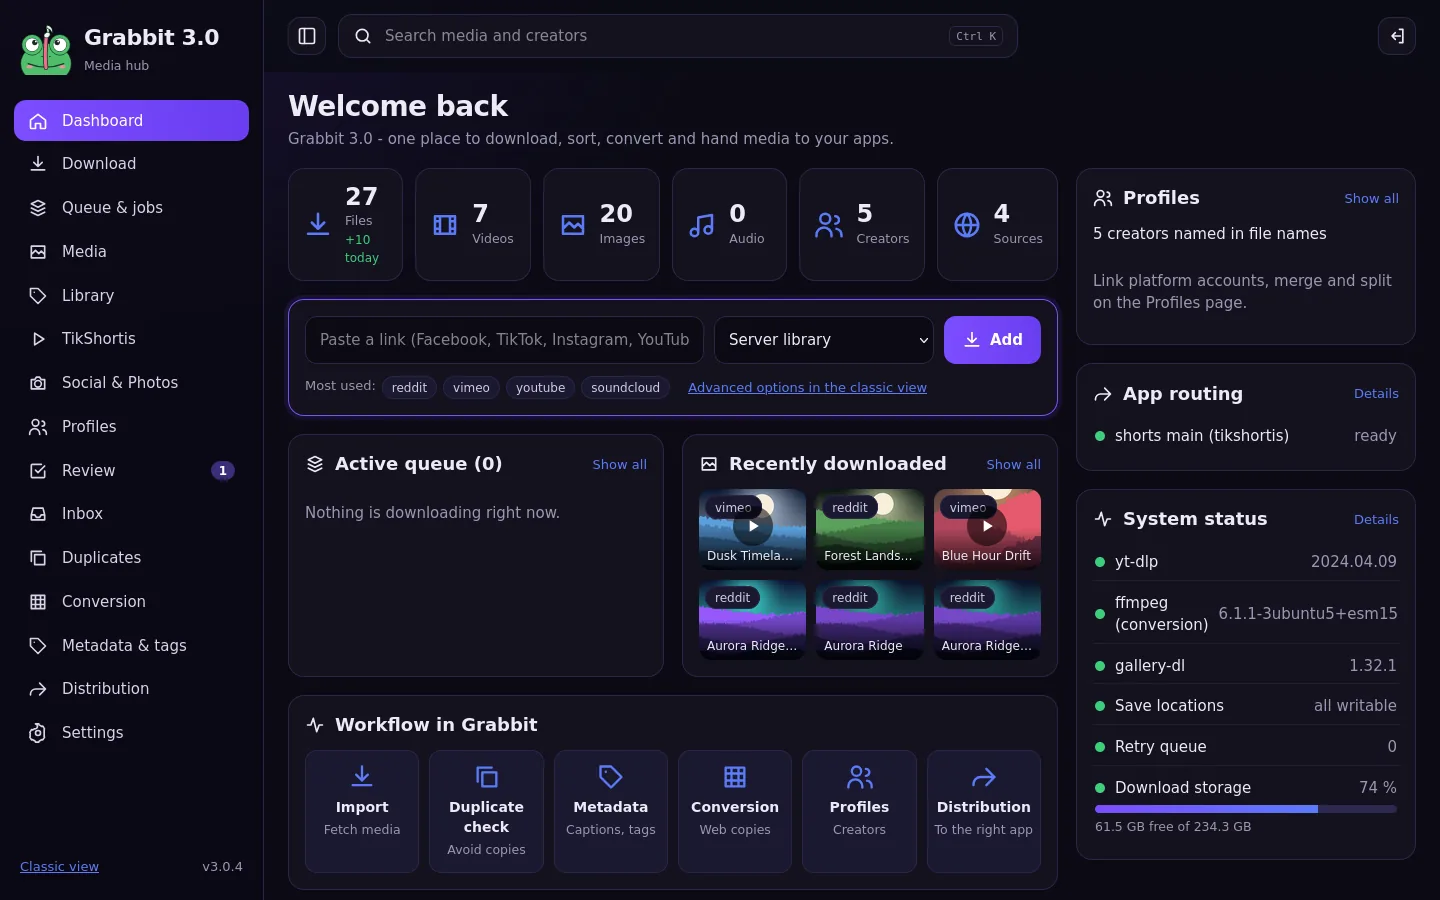 Grabbit 3.0
Media hub
Dashboard
Download
Queue & jobs
Media
Library
TikShortis
Social & Photos
Profiles
Review
1
Inbox
Duplicates
Conversion
Metadata & tags
Distribution
Settings
Classic view
v3.0.4
Search media and creators
Ctrl K
Welcome back
Grabbit 3.0 - one place to download, sort, convert and hand media to your apps.
27
Files
+10
today
7
Videos
20
Images
0
Audio
5
Creators
4
Sources
Paste a link (Facebook, TikTok, Instagram, YouTub
Server library
Add
Most used:
reddit
vimeo
youtube
soundcloud
Advanced options in the classic view
Active queue (0)
Show all
Nothing is downloading right now.
Recently downloaded
Show all
vimeo
Dusk Timela...
reddit
Forest Lands...
vimeo
Blue Hour Drift
reddit
Aurora Ridge...
reddit
Aurora Ridge
reddit
Aurora Ridge...
Workflow in Grabbit
Import
Fetch media
Duplicate
check
Avoid copies
Metadata
Captions, tags
Conversion
Web copies
Profiles
Creators
Distribution
To the right app
Profiles
Show all
5 creators named in file names
Link platform accounts, merge and split
on the Profiles page.
App routing
Details
shorts main (tikshortis)
ready
System status
Details
yt-dlp
2024.04.09
ffmpeg
(conversion)
6.1.1-3ubuntu5+esm15
gallery-dl
1.32.1
Save locations
all writable
Retry queue
0
Download storage
74 %
61.5 GB free of 234.3 GB